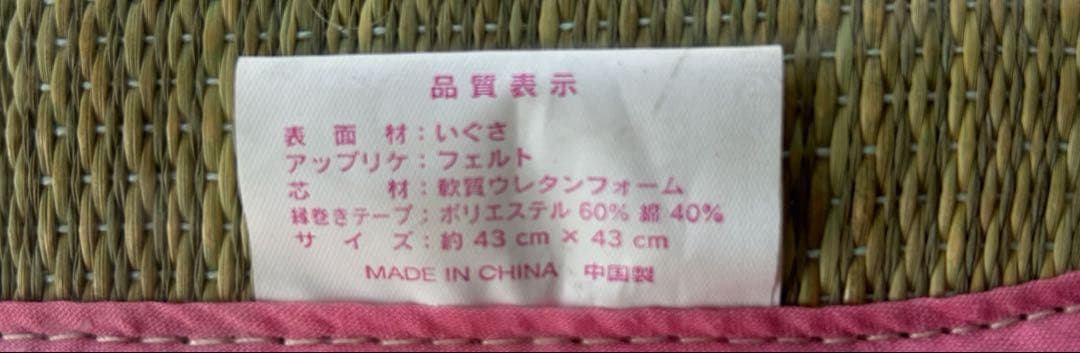 品質表示
表面材：いぐさ
アップリケ：フェルト
芯材：軟質ウレタンフォーム
縁巻きテープ：ポリエステル 60% 綿 40%
サイズ：約 43 cm × 43 cm
MADE IN CHINA 中国製